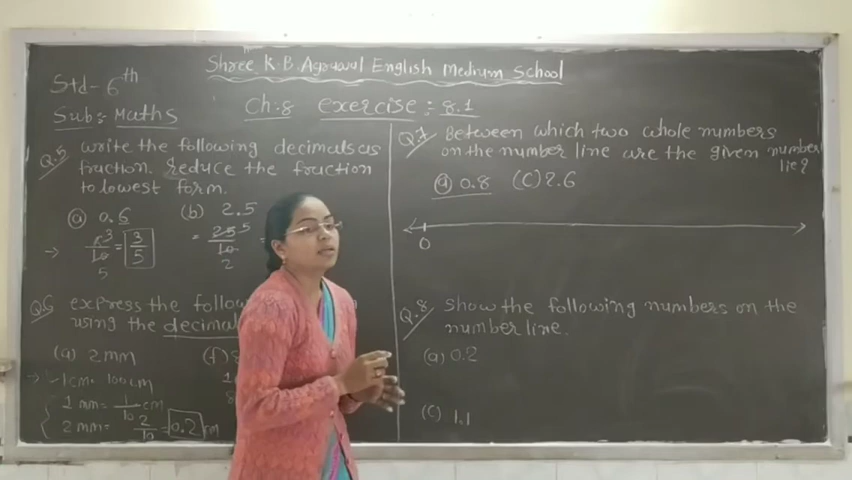 Shree K.B. Agrawal English Medium School
Std - 6th
Sub:- Maths
Ch:8 exercise:- 8.1
Q.5 write the following decimals as
fraction. Reduce the fraction
to lowest form.
(a) 0.6 (b) 2.5
= 3/5
5
= 25 5/10
2
Q.6 express the follow
using the decimal
(a) 2mm (f) 8
→ 1cm = 100cm
1 mm = 1/10 cm
2 mm = 2/10 = 0.2 cm
Q.7 Between which two whole numbers
on the number line are the given number
lie?
(a) 0.8 (C) 2.6
0
Q.8 Show the following numbers on the
number line.
(a) 0.2
(C) 1.1